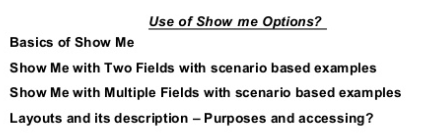 Use of Show me Options?
Basics of Show Me
Show Me with Two Fields with scenario based examples
Show Me with Multiple Fields with scenario based examples
Layouts and its description – Purposes and accessing?